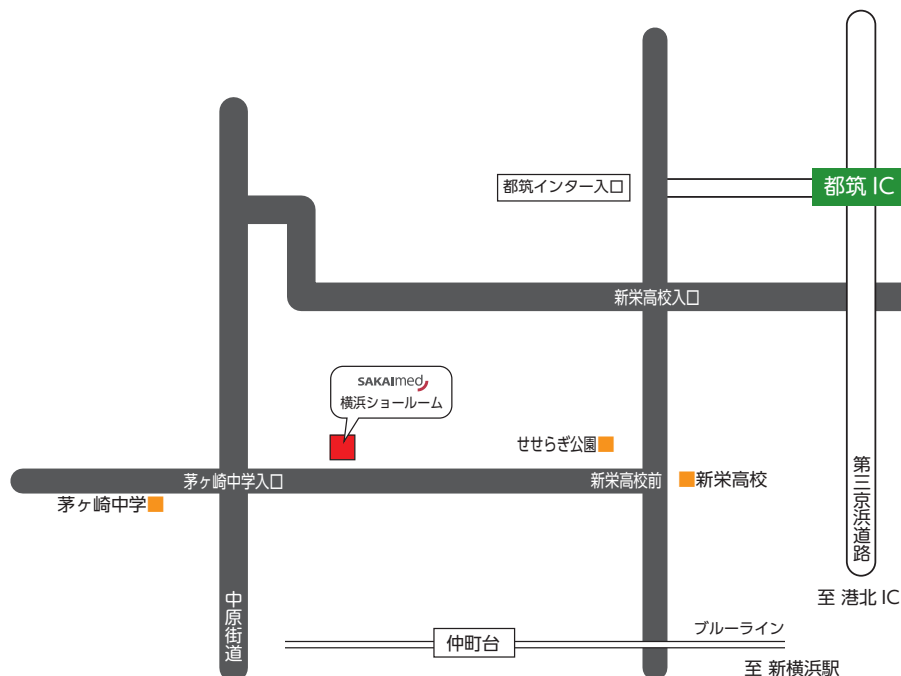 都筑インター入口
都筑 IC
新栄高校入口
SAKAImed
横浜ショールーム
せせらぎ公園
茅ヶ崎中学入口
新栄高校前
新栄高校
茅ヶ崎中学
第三京浜道路
至 港北 IC
中原街道
仲町台
ブルーライン
至 新横浜駅